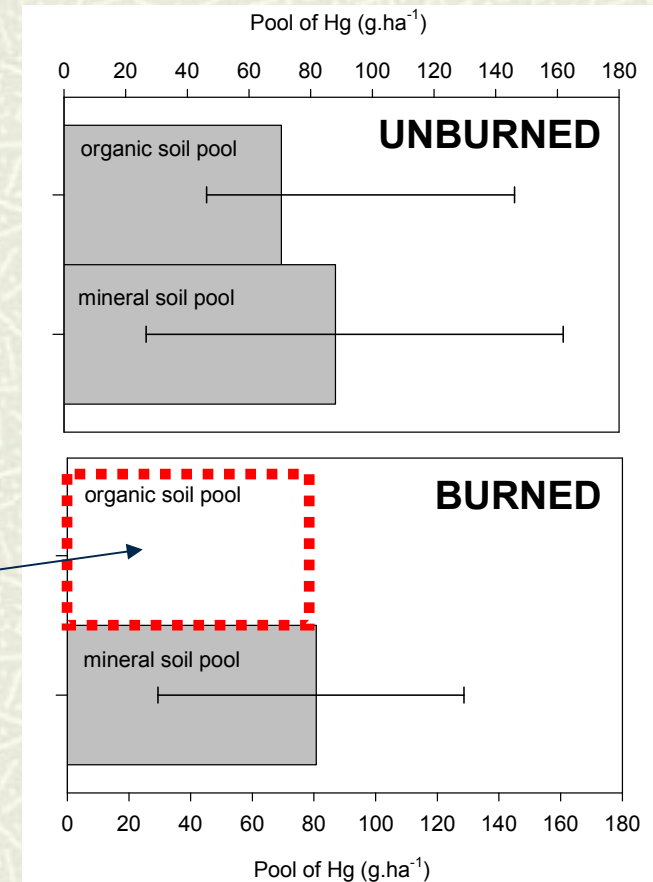 Pool of Hg (g.ha⁻¹)
0 20 40 60 80 100 120 140 160 180
UNBURNED
organic soil pool
mineral soil pool
BURNED
organic soil pool
mineral soil pool
0 20 40 60 80 100 120 140 160 180
Pool of Hg (g.ha⁻¹)